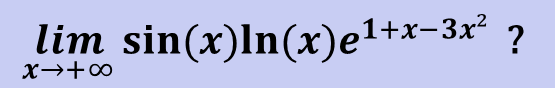 lim sin(x)ln(x)e^{1+x−3x²} ?
x→+∞